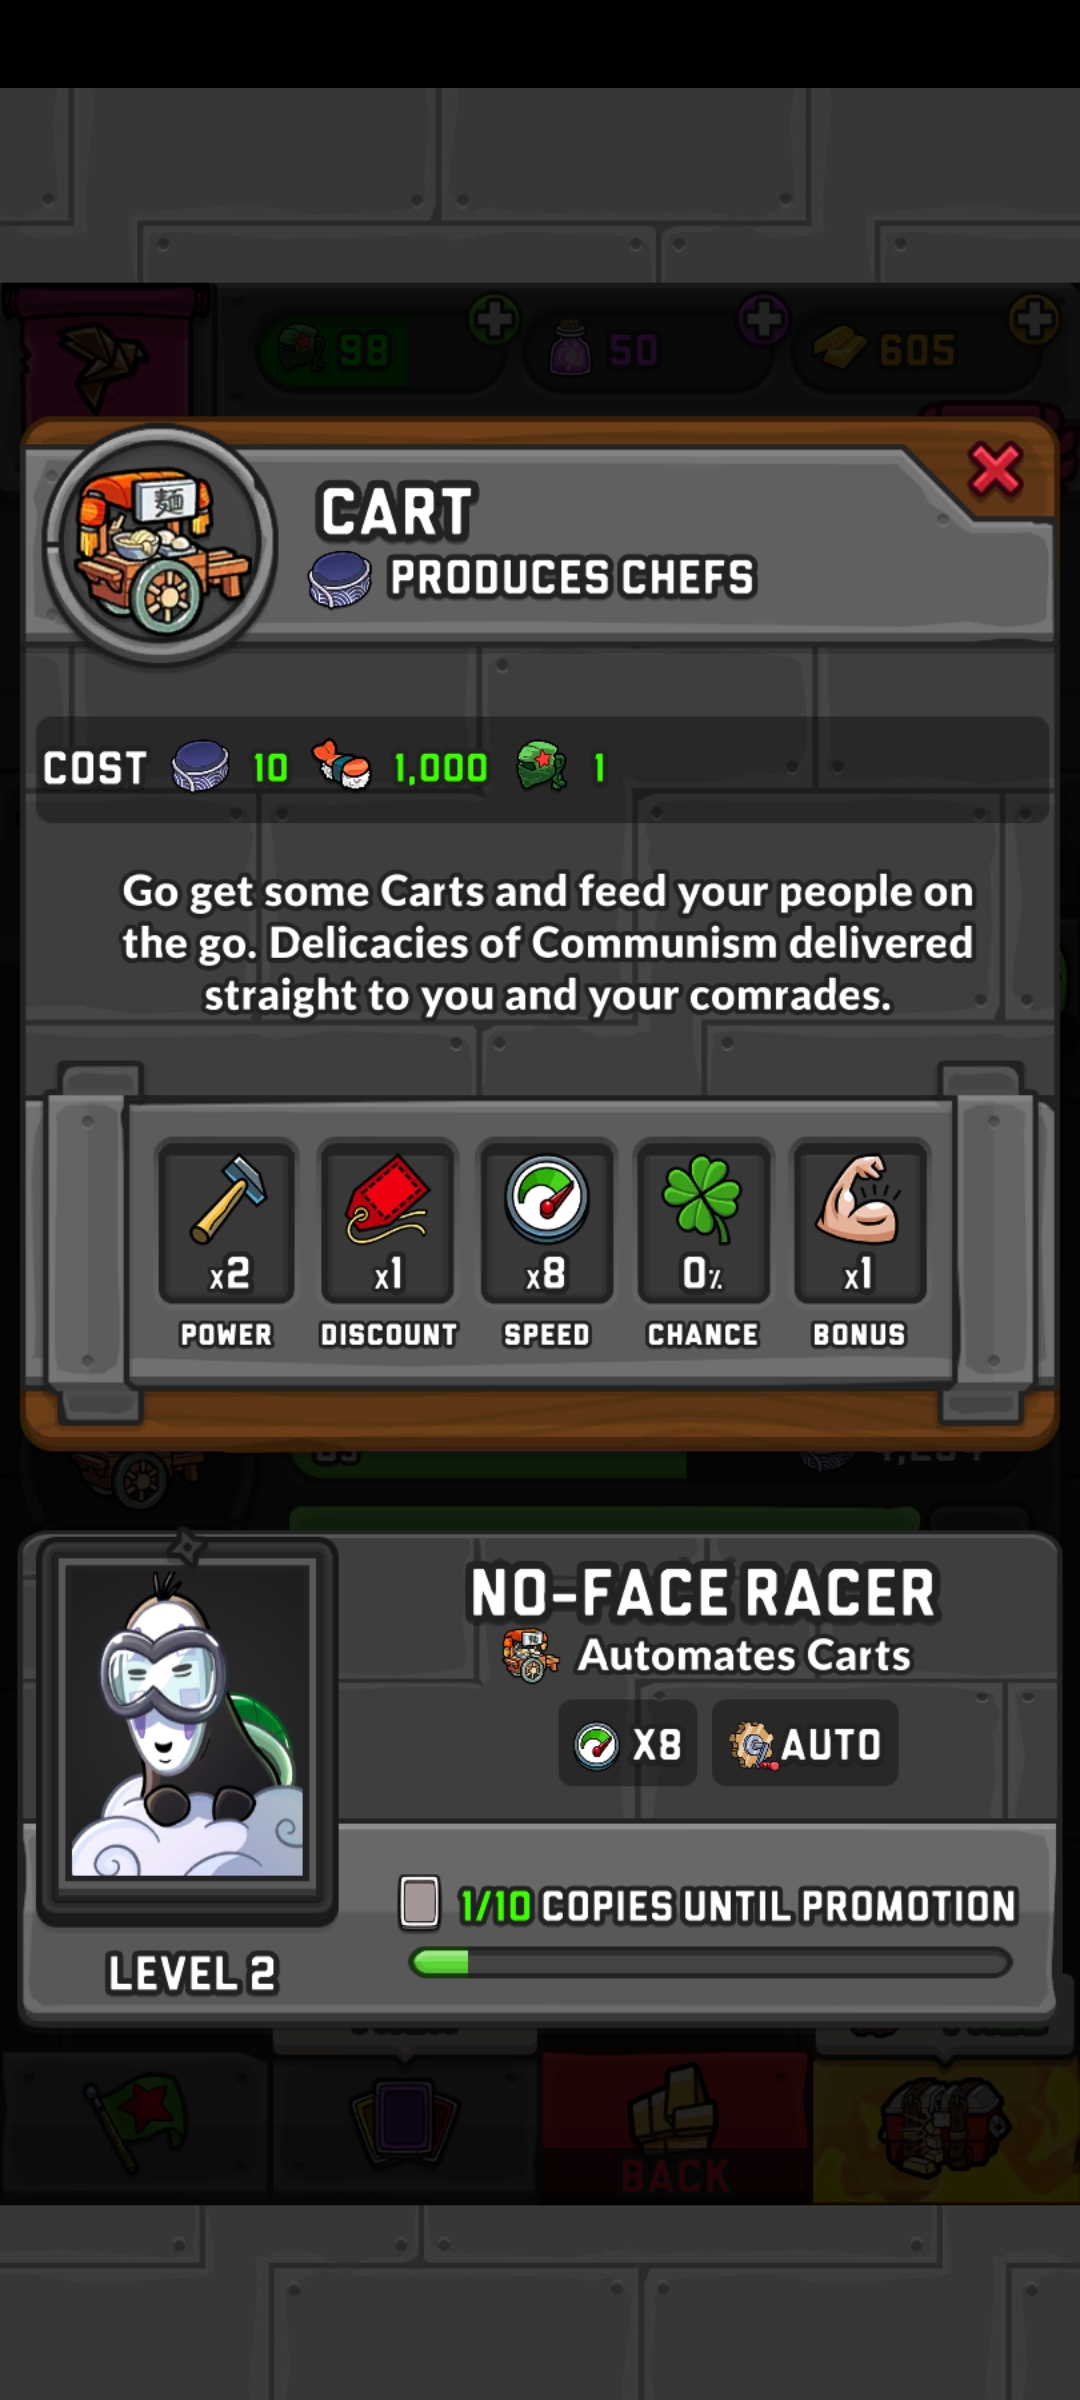 98 50 605
CART
麺
PRODUCES CHEFS
COST 10 1,000 1
Go get some Carts and feed your people on
the go. Delicacies of Communism delivered
straight to you and your comrades.
x2 x1 x8 0% x1
POWER DISCOUNT SPEED CHANCE BONUS
NO-FACE RACER
Automates Carts
X8 AUTO
1/10 COPIES UNTIL PROMOTION
LEVEL 2
BACK